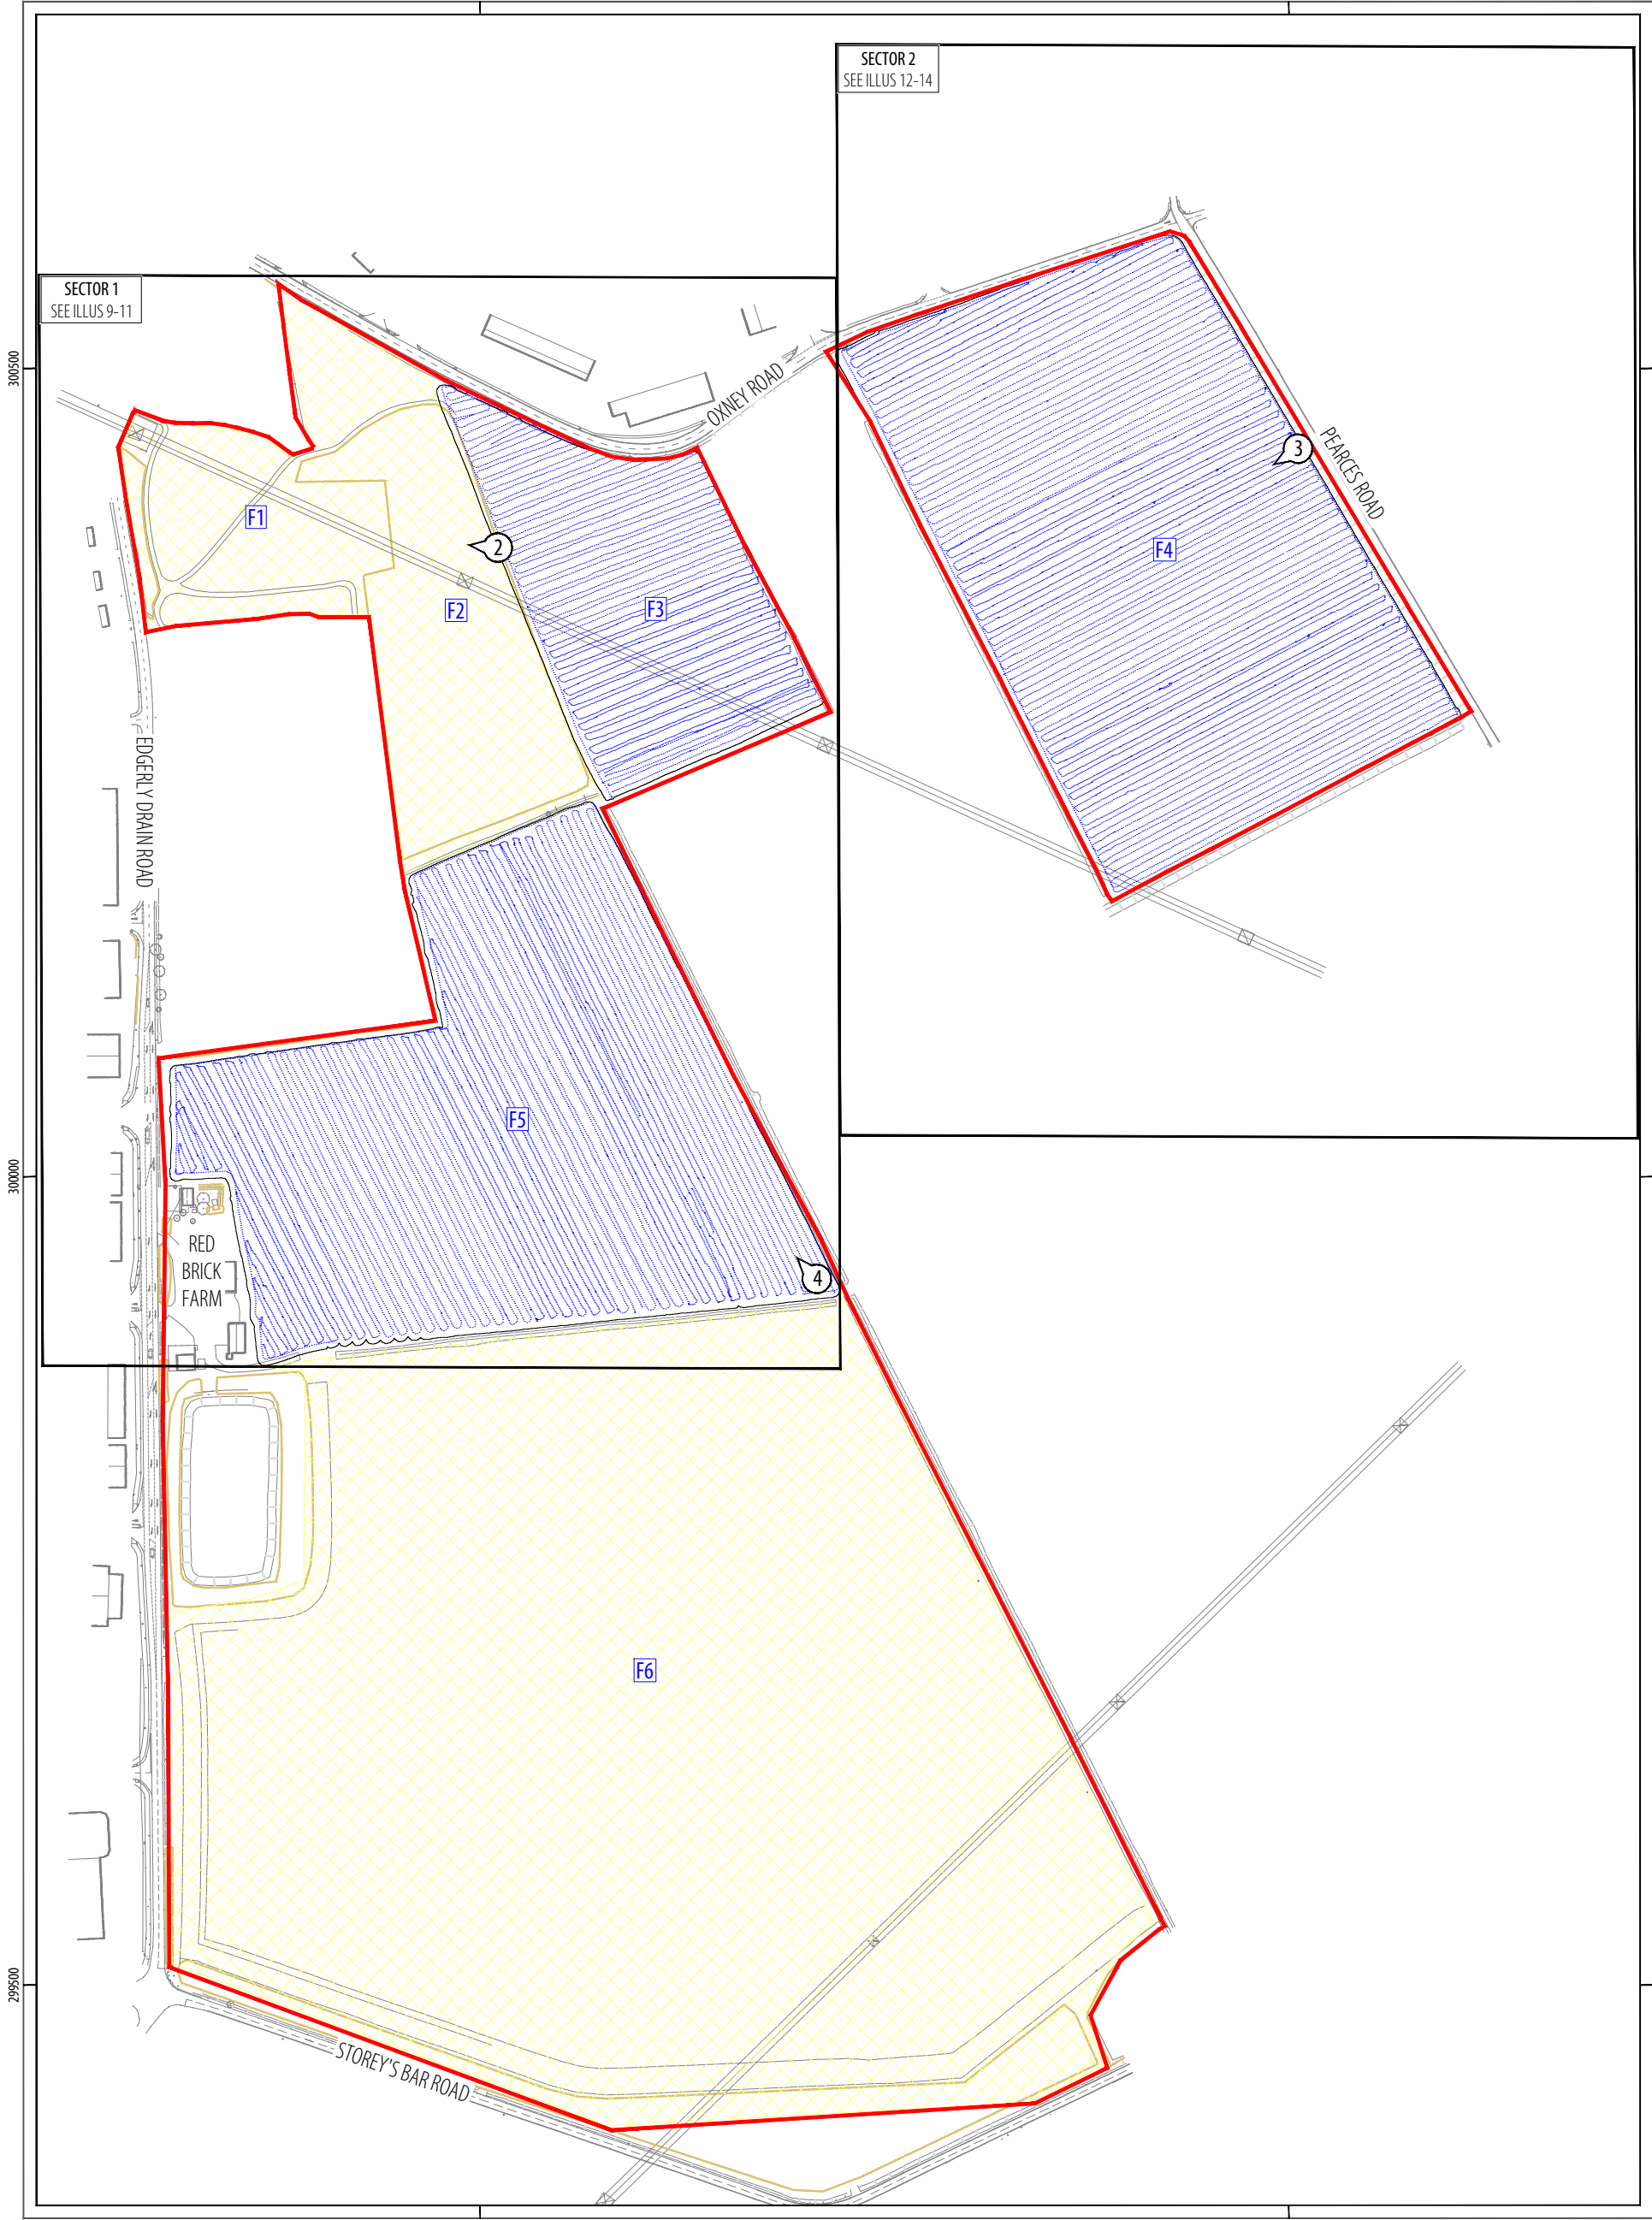 SECTOR 2
SEE ILLUS 12-14
SECTOR 1
SEE ILLUS 9-11
300500
OXNEY ROAD
PEARCES ROAD
3
F1
2
F4
F2
F3
EDGERLY DRAIN ROAD
F5
300000
RED
BRICK
FARM
4
F6
299500
STOREY'S BAR ROAD